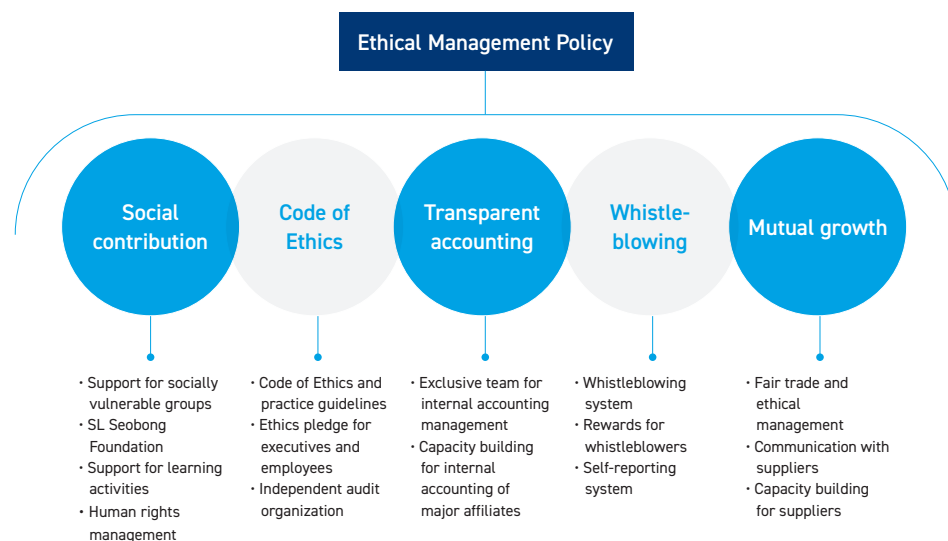 Ethical Management Policy
Social
contribution
Code of
Ethics
Transparent
accounting
Whistle-
blowing
Mutual growth
· Support for socially
vulnerable groups
· SL Seobong
Foundation
· Support for learning
activities
· Human rights
management
· Code of Ethics and
practice guidelines
· Ethics pledge for
executives and
employees
· Independent audit
organization
· Exclusive team for
internal accounting
management
· Capacity building
for internal
accounting of
major affiliates
· Whistleblowing
system
· Rewards for
whistleblowers
· Self-reporting
system
· Fair trade and
ethical
management
· Communication with
suppliers
· Capacity building
for suppliers